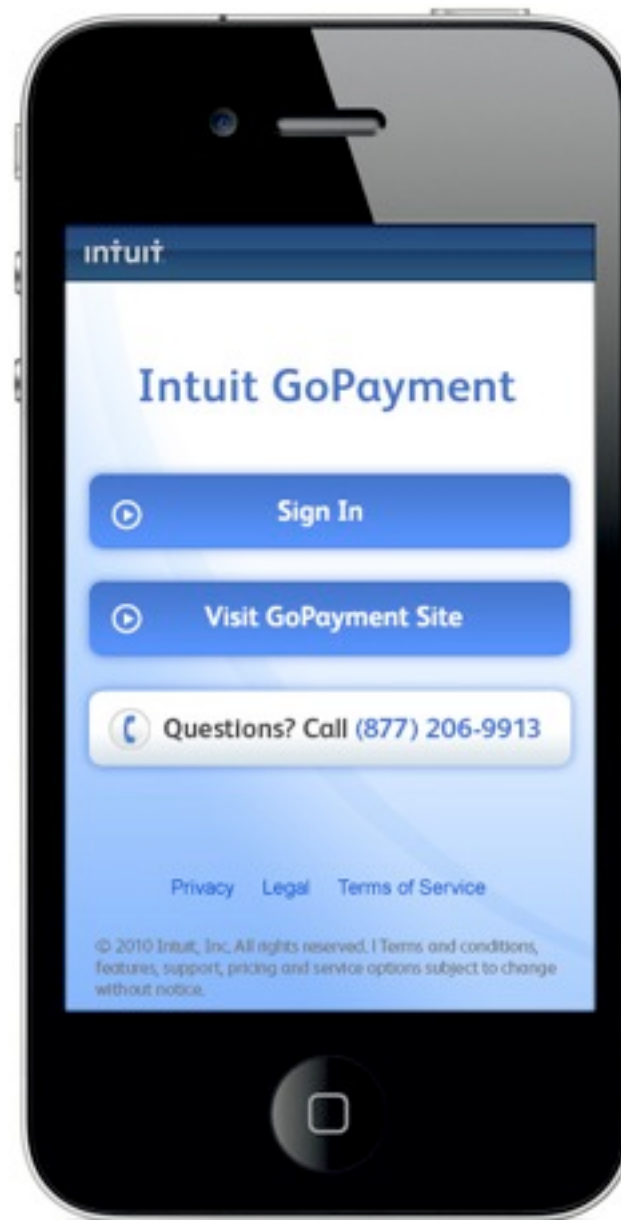 intuit
Intuit GoPayment
Sign In
Visit GoPayment Site
Questions? Call (877) 206-9913
Privacy Legal Terms of Service
© 2010 Intuit, Inc. All rights reserved. | Terms and conditions,
features, support, pricing and service options subject to change
without notice.